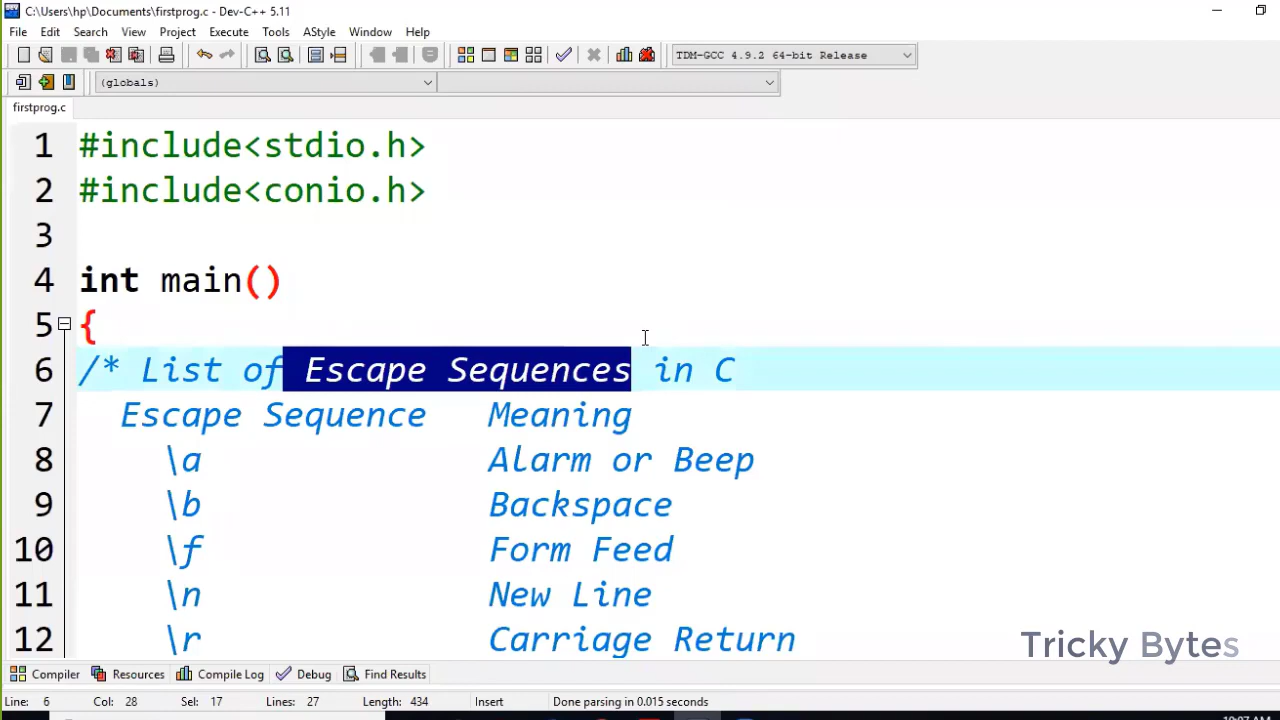 C:\Users\hp\Documents\firstprog.c - Dev-C++ 5.11
File Edit Search View Project Execute Tools AStyle Window Help
TDM-GCC 4.9.2 64-bit Release
(globals)
firstprog.c
1 #include<stdio.h>
2 #include<conio.h>
3
4 int main()
5 {
6 /* List of Escape Sequences in C
7 Escape Sequence Meaning
8 \a Alarm or Beep
9 \b Backspace
10 \f Form Feed
11 \n New Line
12 \r Carriage Return
Tricky Bytes
Compiler Resources Compile Log Debug Find Results
Line: 6 Col: 28 Sel: 17 Lines: 27 Length: 434 Insert Done parsing in 0.015 seconds